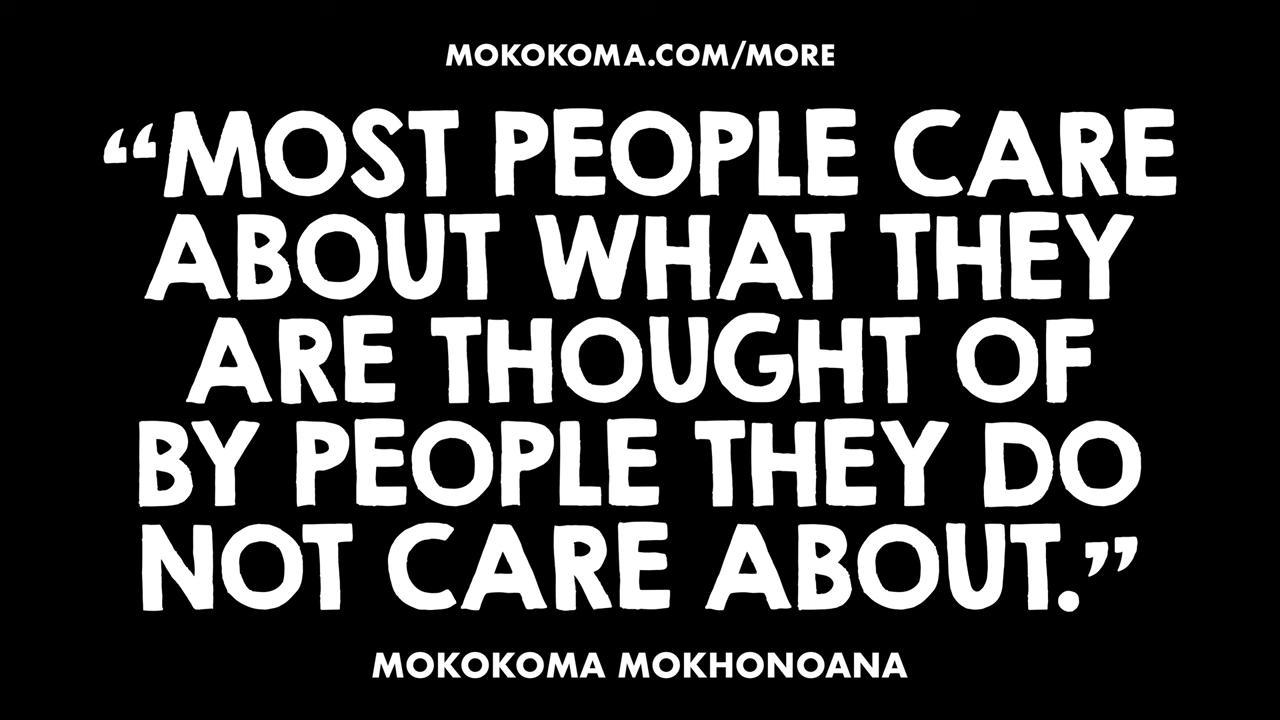 MOKOKOMA.COM/MORE
“MOST PEOPLE CARE
ABOUT WHAT THEY
ARE THOUGHT OF
BY PEOPLE THEY DO
NOT CARE ABOUT.”
MOKOKOMA MOKHONOANA